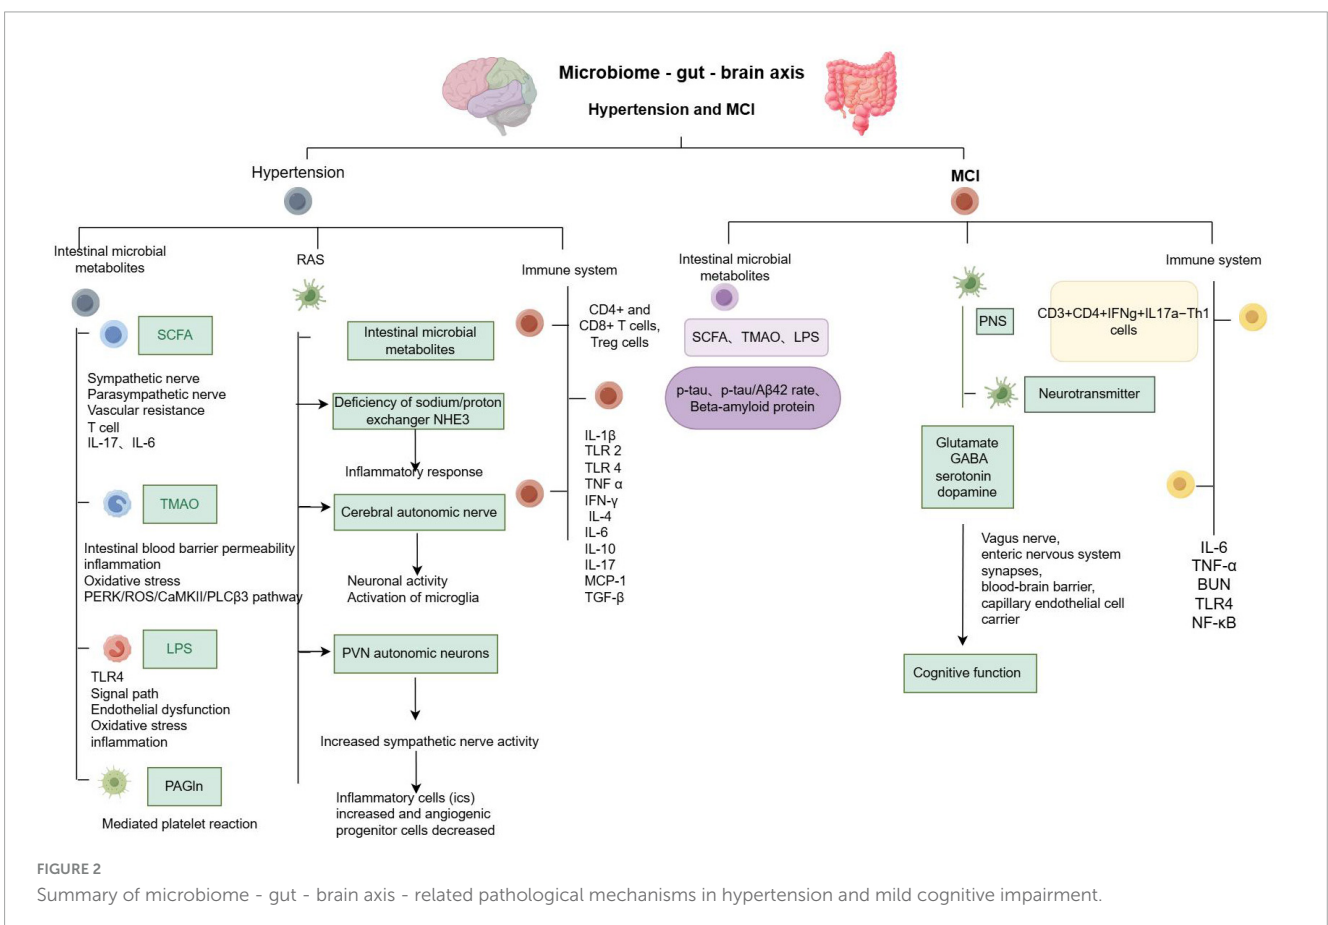 Microbiome - gut - brain axis
Hypertension and MCI
Hypertension
Intestinal microbial
metabolites
SCFA
Sympathetic nerve
Parasympathetic nerve
Vascular resistance
T cell
IL-17、IL-6
TMAO
Intestinal blood barrier permeability
inflammation
Oxidative stress
PERK/ROS/CaMKII/PLCβ3 pathway
LPS
TLR4
Signal path
Endothelial dysfunction
Oxidative stress
inflammation
PAGln
Mediated platelet reaction
RAS
Intestinal microbial
metabolites
Deficiency of sodium/proton
exchanger NHE3
Inflammatory response
Cerebral autonomic nerve
Neuronal activity
Activation of microglia
PVN autonomic neurons
Increased sympathetic nerve activity
Inflammatory cells (ics)
increased and angiogenic
progenitor cells decreased
Immune system
CD4+ and
CD8+ T cells,
Treg cells
IL-1β
TLR 2
TLR 4
TNF α
IFN-γ
IL-4
IL-6
IL-10
IL-17
MCP-1
TGF-β
MCI
Intestinal microbial
metabolites
SCFA、TMAO、LPS
p-tau、p-tau/Aβ42 rate、
Beta-amyloid protein
PNS
Neurotransmitter
Glutamate
GABA
serotonin
dopamine
Vagus nerve,
enteric nervous system
synapses,
blood-brain barrier,
capillary endothelial cell
carrier
Cognitive function
Immune system
CD3+CD4+IFNg+IL17a−Th1
cells
IL-6
TNF-α
BUN
TLR4
NF-κB
FIGURE 2
Summary of microbiome - gut - brain axis - related pathological mechanisms in hypertension and mild cognitive impairment.